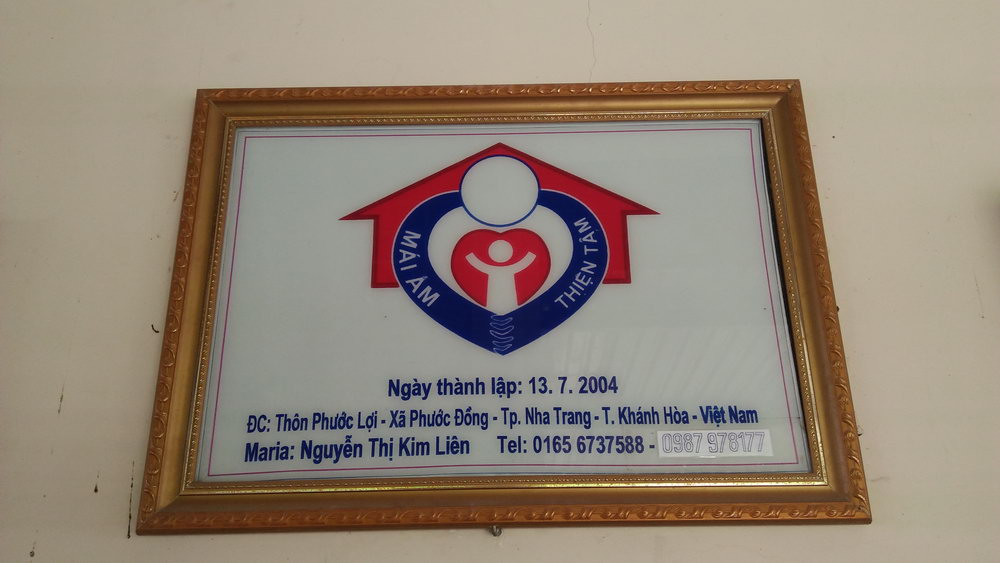 MÁI ẤM THIỆN TÂM
Ngày thành lập: 13. 7. 2004
ĐC: Thôn Phước Lợi - Xã Phước Đồng - Tp. Nha Trang - T. Khánh Hòa - Việt Nam
Maria: Nguyễn Thị Kim Liên Tel: 0165 6737588 - 0987 978177